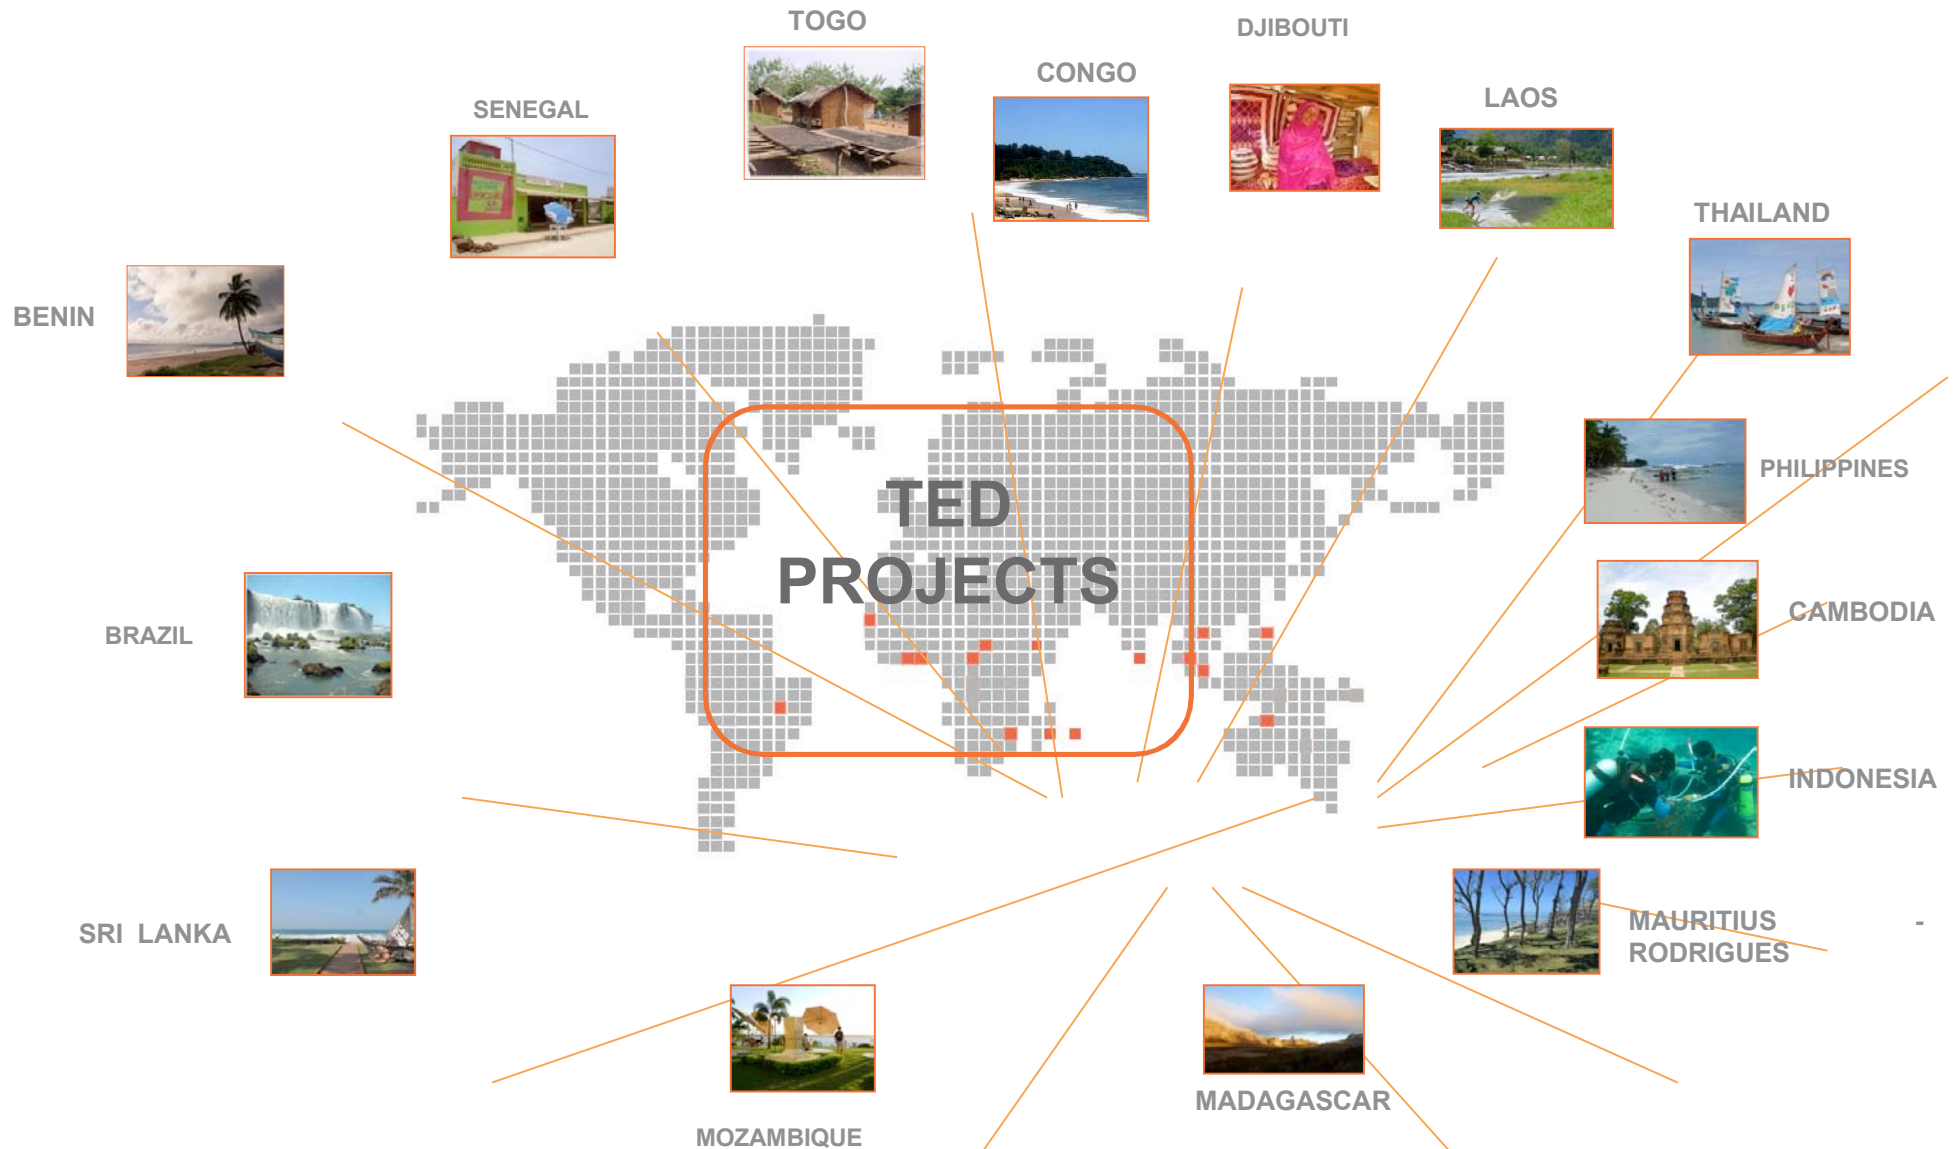 TOGO
DJIBOUTI
CONGO
LAOS
SENEGAL
THAILAND
BENIN
PHILIPPINES
TED
PROJECTS
CAMBODIA
BRAZIL
INDONESIA
MAURITIUS -
RODRIGUES
SRI LANKA
MADAGASCAR
MOZAMBIQUE